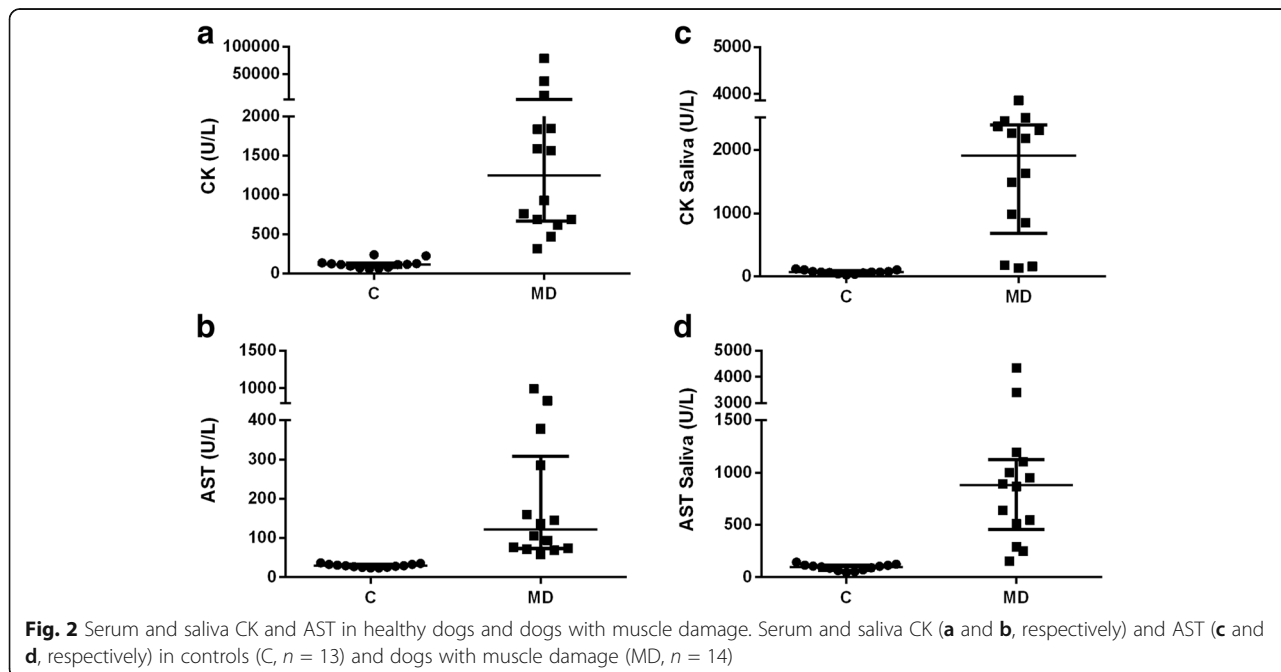 a
100000
50000
2000
1500
1000
500
0
CK (U/L)
C MD
c
5000
4000
2000
1000
0
CK Saliva (U/L)
C MD
b
1500
1000
400
300
200
100
0
AST (U/L)
C MD
d
5000
4000
3000
1500
1000
500
0
AST Saliva (U/L)
C MD
Fig. 2 Serum and saliva CK and AST in healthy dogs and dogs with muscle damage. Serum and saliva CK (a and b, respectively) and AST (c and
d, respectively) in controls (C, n = 13) and dogs with muscle damage (MD, n = 14)